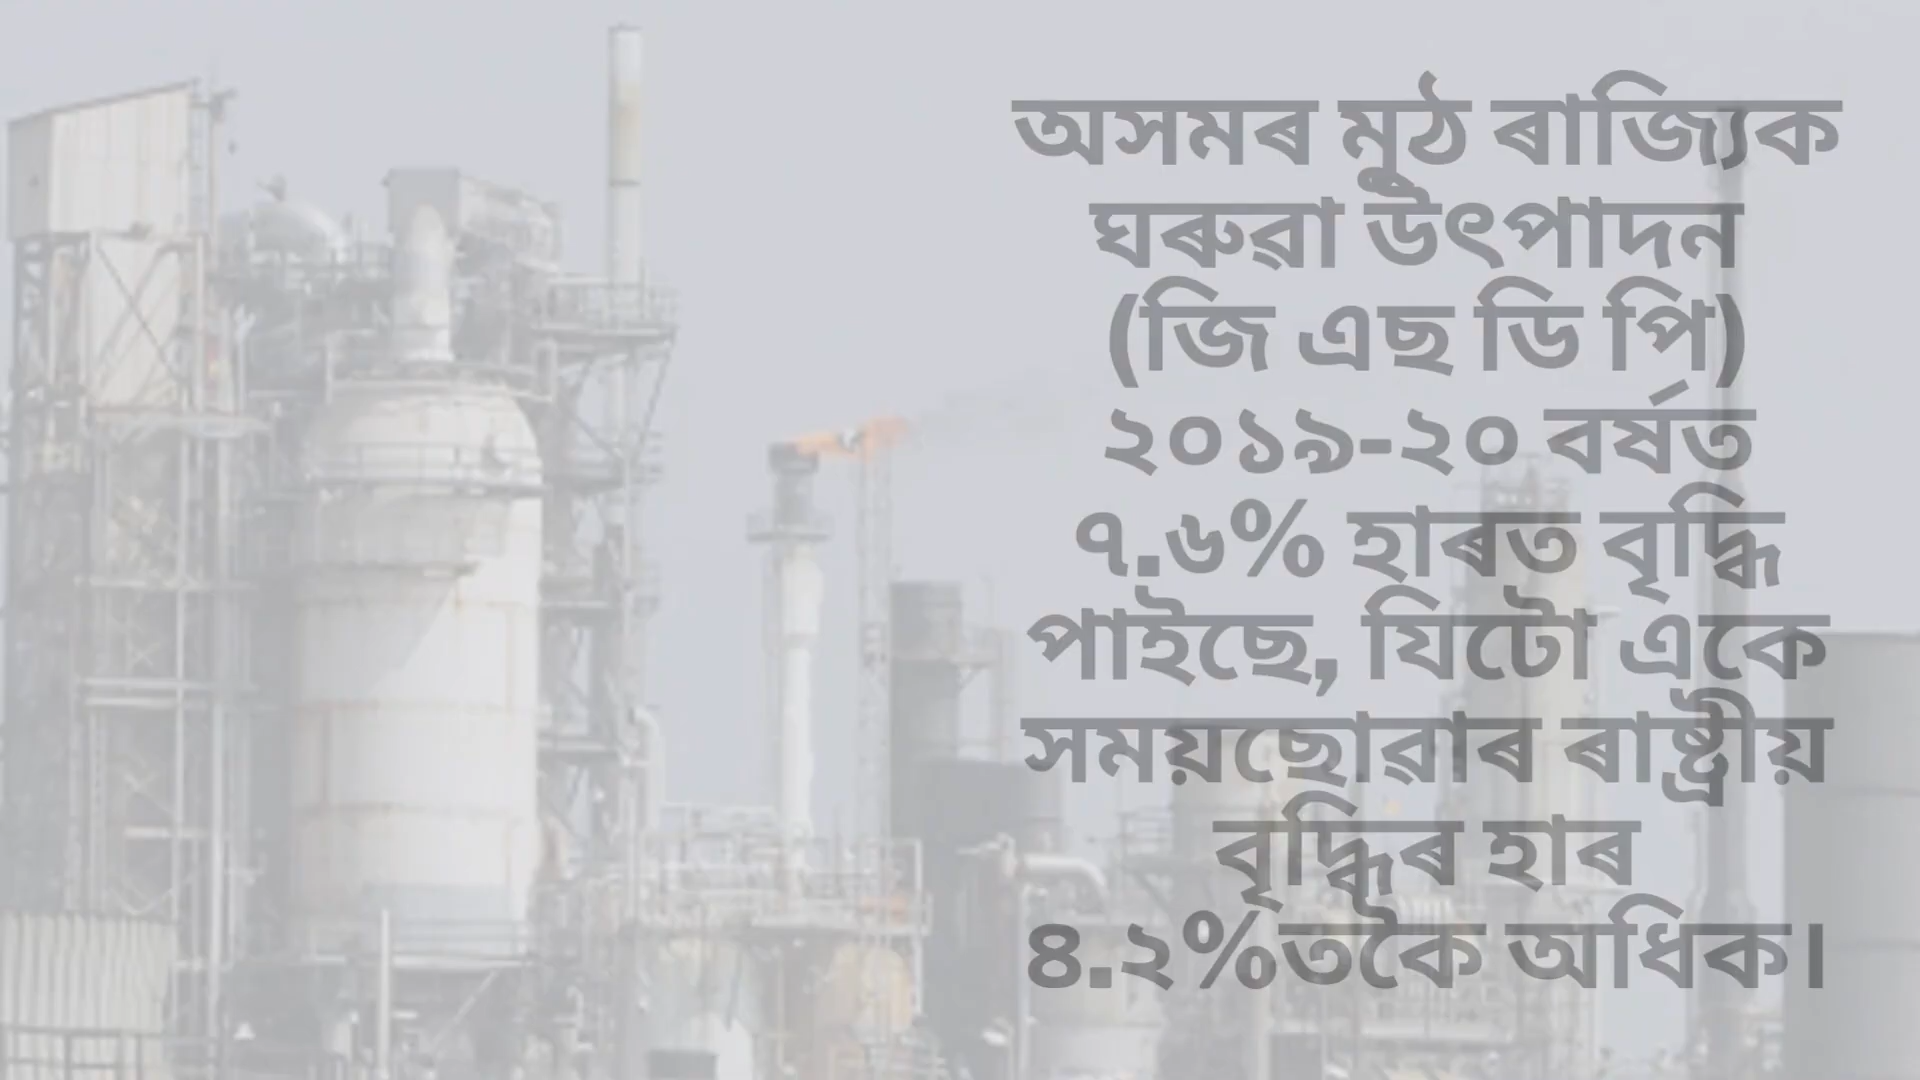 অসমৰ মুঠ ৰাজ্যিক
ঘৰুৱা উৎপাদন
(জি এছ ডি পি)
২০১৯-২০ বৰ্ষত
৭.৬% হাৰত বৃদ্ধি
পাইছে, যিটো একে
সময়ছোৱাৰ ৰাষ্ট্ৰীয়
বৃদ্ধিৰ হাৰ
৪.২%তকৈ অধিক।